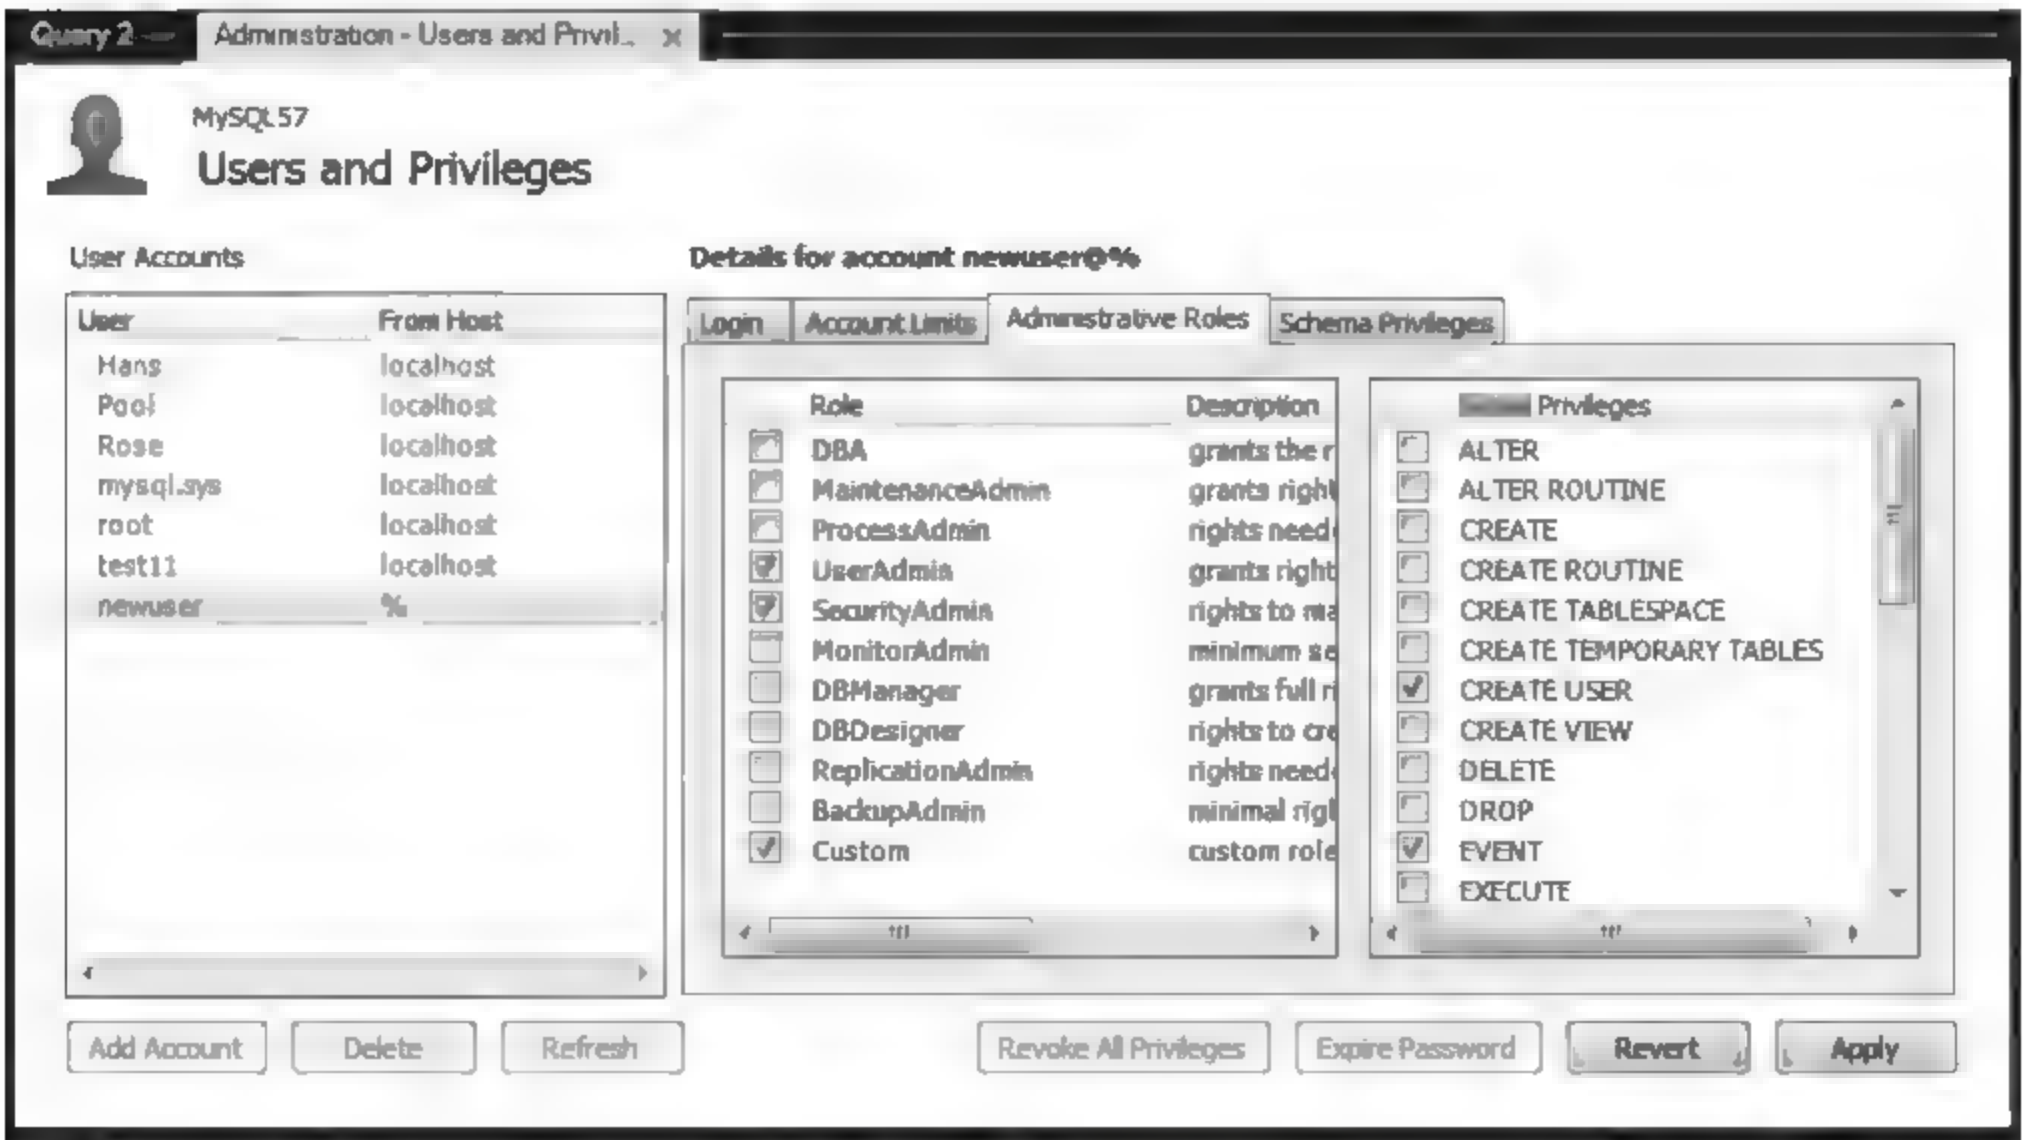 Query 2
Administration - Users and Privil...
MySQL57
Users and Privileges
User Accounts
User From Host
Hans localhost
Pool localhost
Rose localhost
mysql.sys localhost
root localhost
test11 localhost
newuser %
Add Account Delete Refresh
Details for account newuser@%
Login Account Limits Administrative Roles Schema Privileges
Role Description
DBA grants the r
MaintenanceAdmin grants right
ProcessAdmin rights need
UserAdmin grants right
SecurityAdmin rights to ma
MonitorAdmin minimum se
DBManager grants full ri
DBDesigner rights to cre
ReplicationAdmin rights need
BackupAdmin minimal righ
Custom custom role
Privileges
ALTER
ALTER ROUTINE
CREATE
CREATE ROUTINE
CREATE TABLESPACE
CREATE TEMPORARY TABLES
CREATE USER
CREATE VIEW
DELETE
DROP
EVENT
EXECUTE
Revoke All Privileges Expire Password Revert Apply